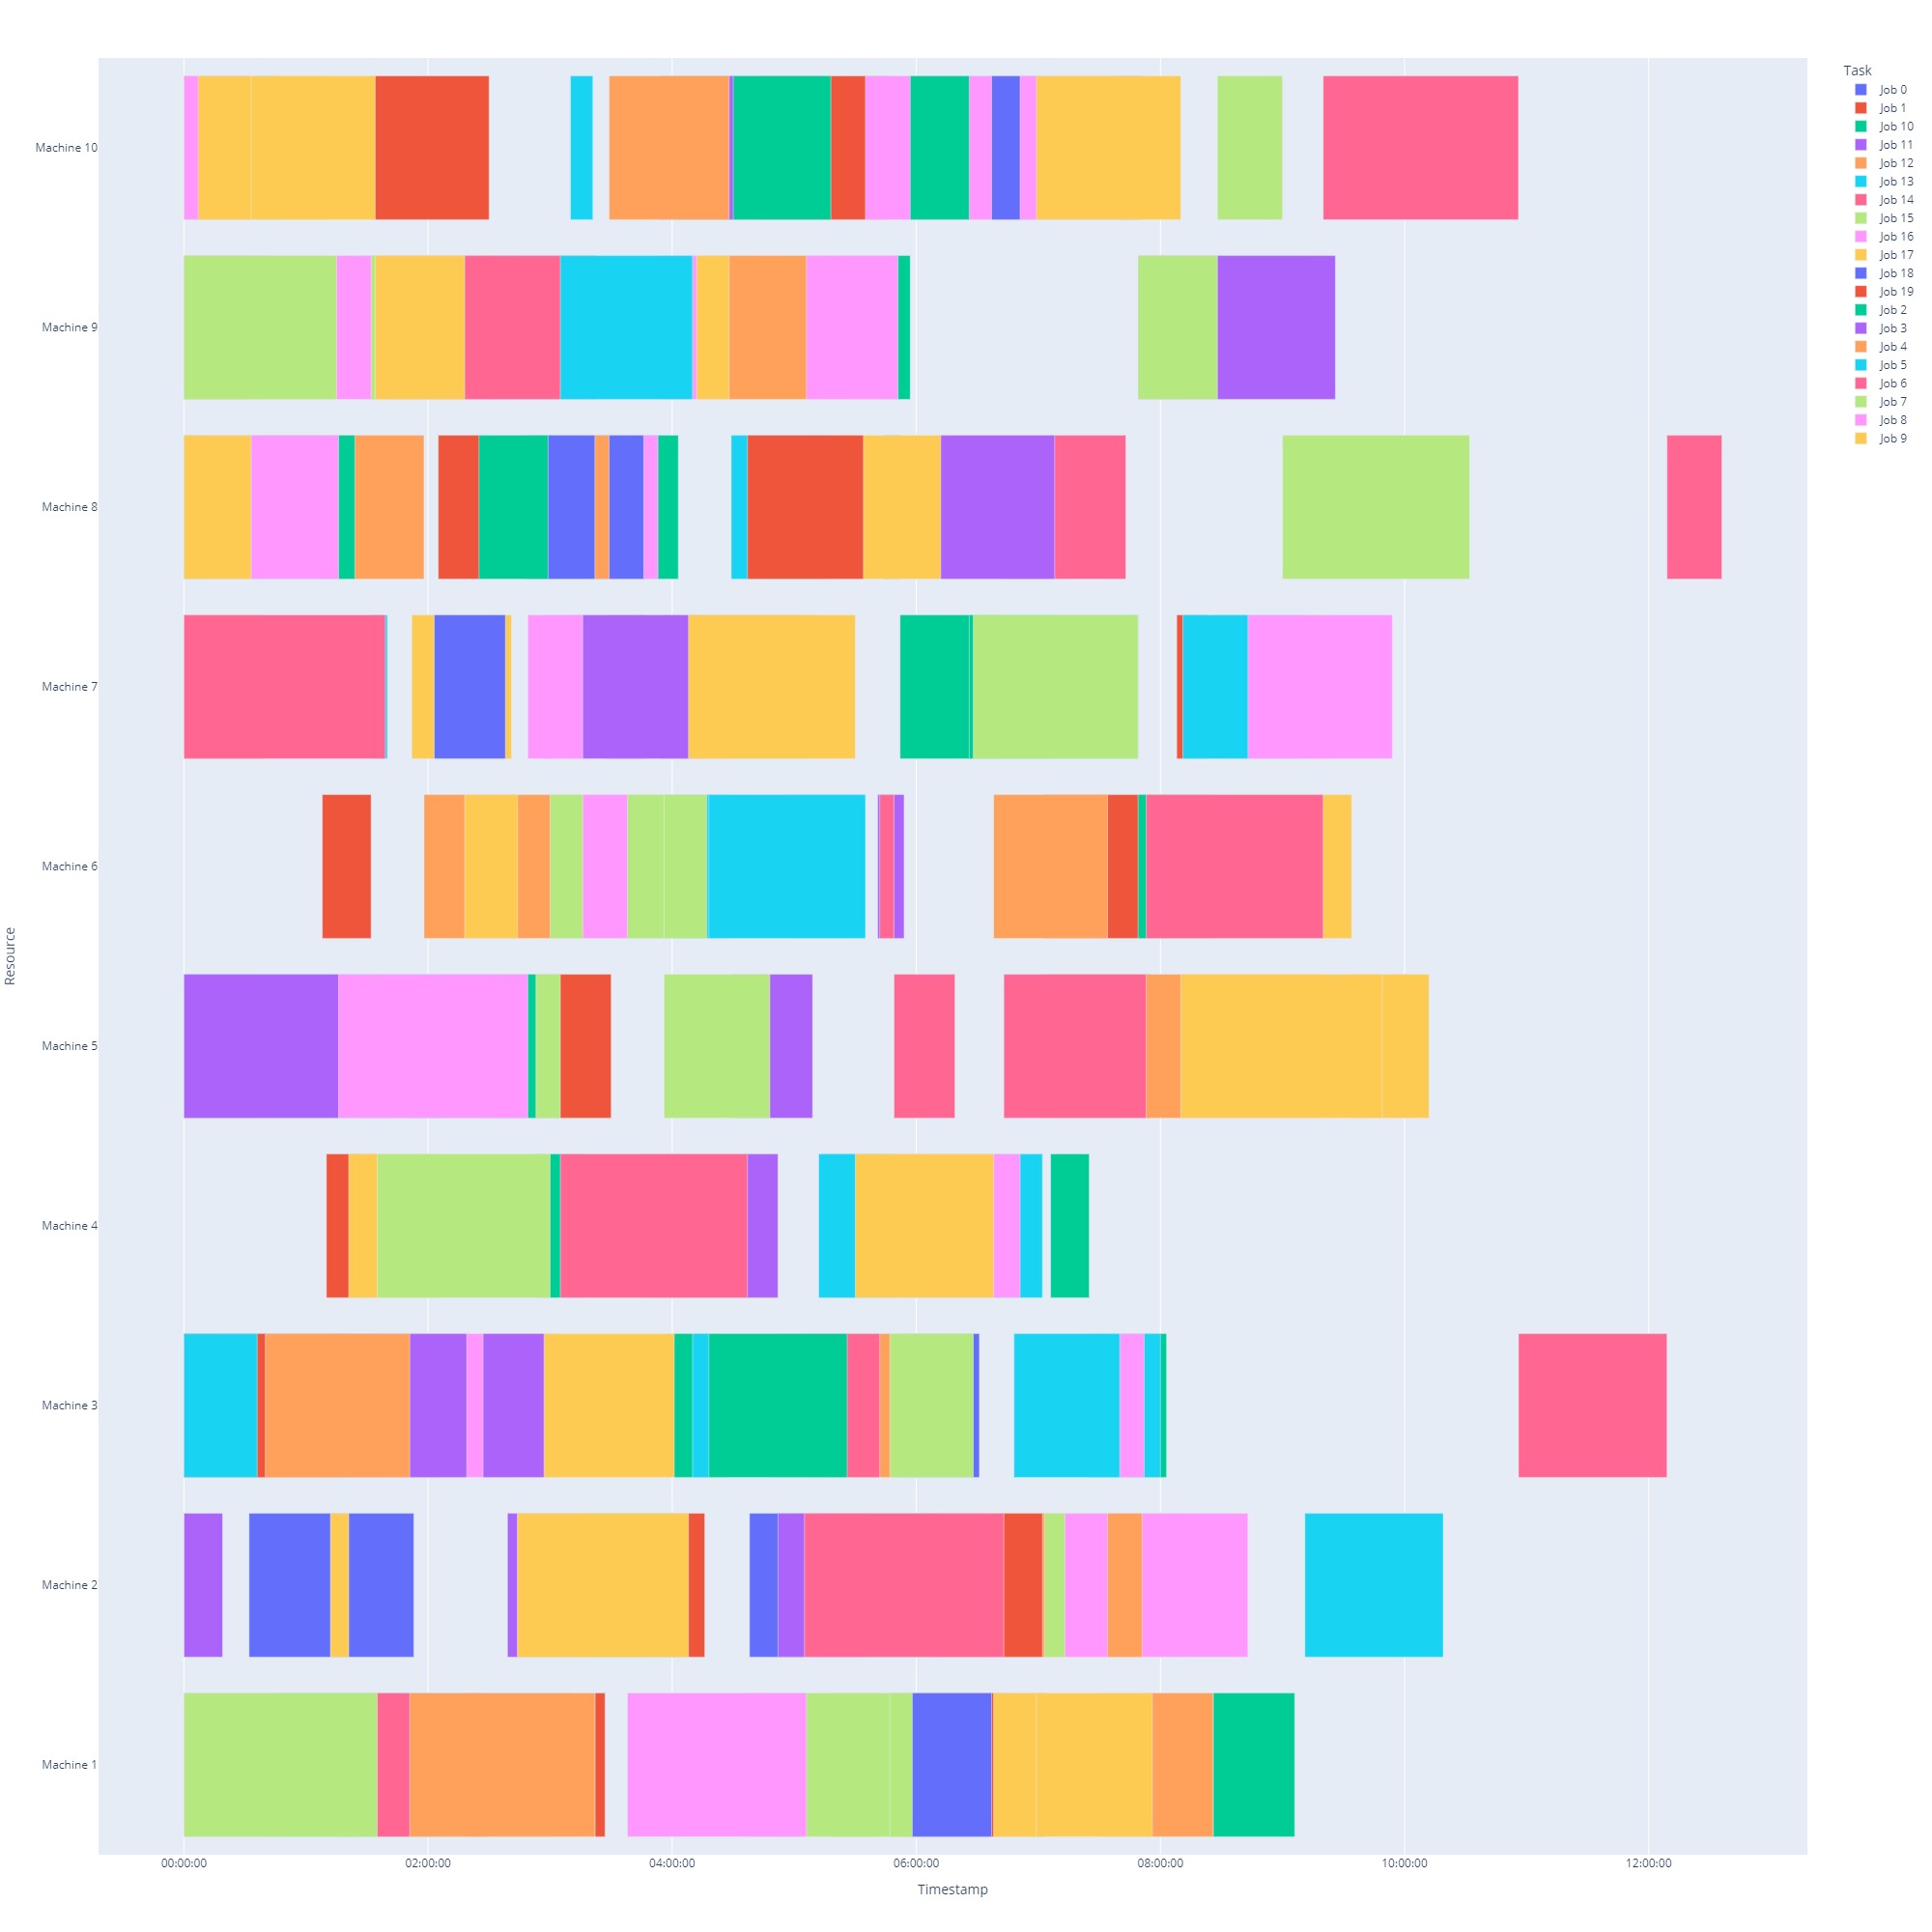 Task
Job 0
Job 1
Job 10
Job 11
Job 12
Job 13
Job 14
Job 15
Job 16
Job 17
Job 18
Job 19
Job 2
Job 3
Job 4
Job 5
Job 6
Job 7
Job 8
Job 9
Machine 10
Machine 9
Machine 8
Machine 7
Machine 6
Machine 5
Machine 4
Machine 3
Machine 2
Machine 1
Resource
00:00:00 02:00:00 04:00:00 06:00:00 08:00:00 10:00:00 12:00:00
Timestamp